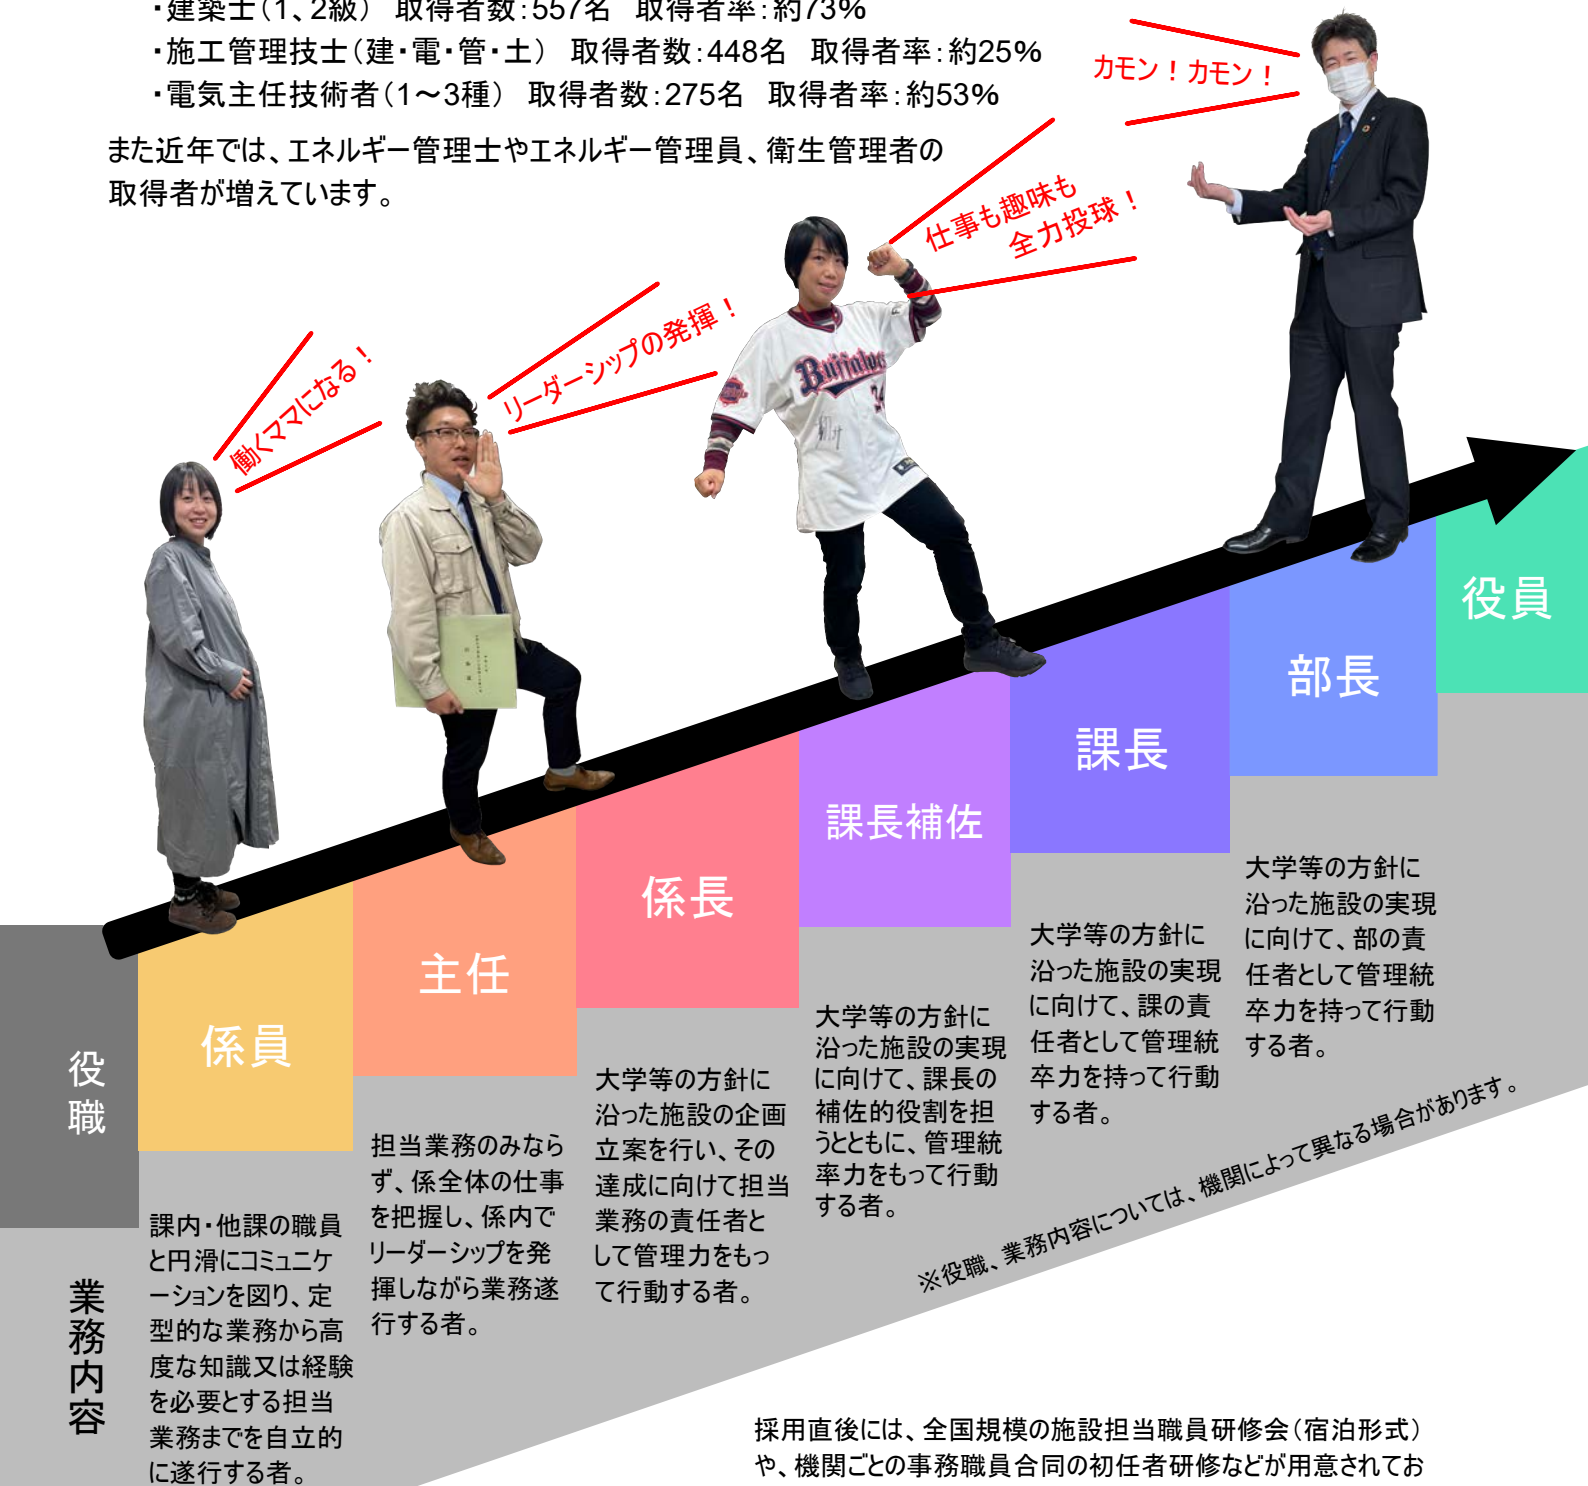 ・建築士（1、2級）　取得者数：557名　取得者率：約73%
・施工管理技士（建・電・管・土）　取得者数：448名　取得者率：約25%
・電気主任技術者（1～3種）　取得者数：275名　取得者率：約53%
また近年では、エネルギー管理士やエネルギー管理員、衛生管理者の
取得者が増えています。
カモン！カモン！
仕事も趣味も
全力投球！
リーダーシップの発揮！
働くママになる！
Buffaloes
役員
部長
課長
課長補佐
係長
主任
係員
役職
業務内容
課内・他課の職員
と円滑にコミュニケ
ーションを図り、定
型的な業務から高
度な知識又は経験
を必要とする担当
業務までを自立的
に遂行する者。
担当業務のみなら
ず、係全体の仕事
を把握し、係内で
リーダーシップを発
揮しながら業務遂
行する者。
大学等の方針に
沿った施設の企画
立案を行い、その
達成に向けて担当
業務の責任者と
して管理力をもっ
て行動する者。
大学等の方針に
沿った施設の実現
に向けて、課長の
補佐的役割を担
うとともに、管理統
率力をもって行動
する者。
大学等の方針に
沿った施設の実現
に向けて、課の責
任者として管理統
卒力を持って行動
する者。
大学等の方針に
沿った施設の実現
に向けて、部の責
任者として管理統
卒力を持って行動
する者。
※役職、業務内容については、機関によって異なる場合があります。
採用直後には、全国規模の施設担当職員研修会（宿泊形式）
や、機関ごとの事務職員合同の初任者研修などが用意されてお